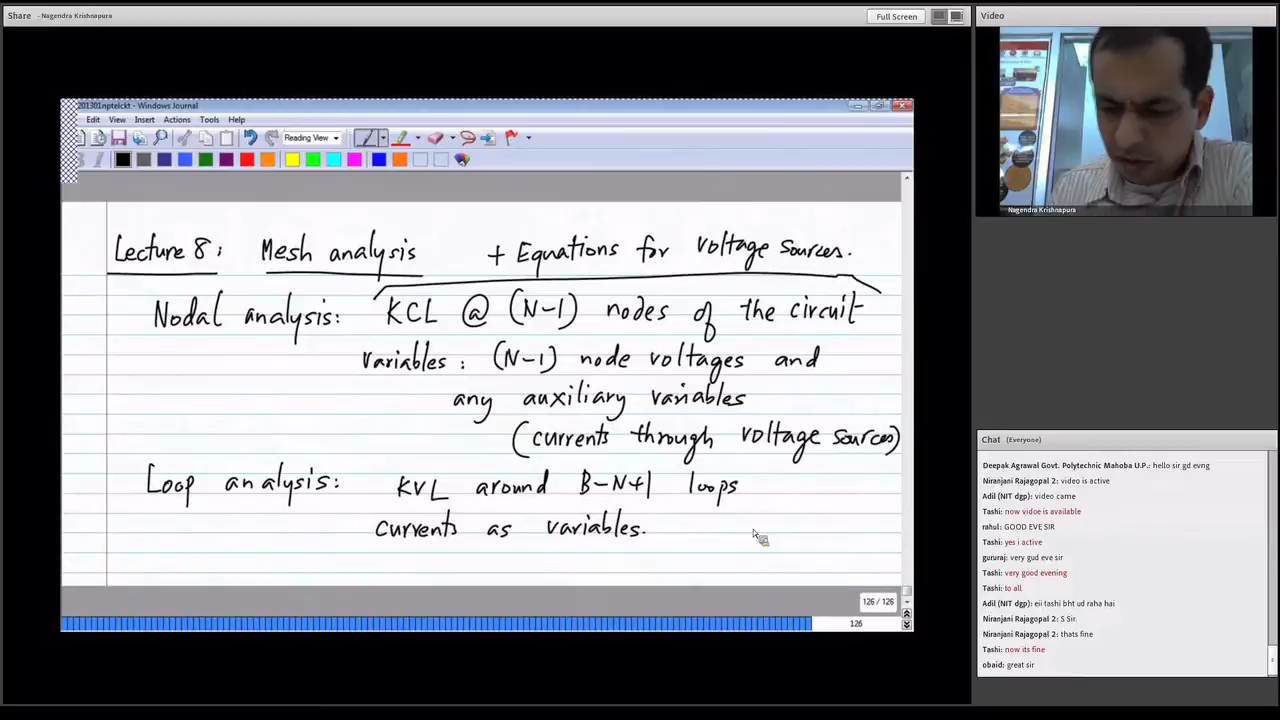 Share - Nagendra Krishnapura
Full Screen
Video
201301nptelckt - Windows Journal
Edit View Insert Actions Tools Help
Reading View
Lecture 8: Mesh analysis + Equations for voltage sources.
Nodal analysis: KCL @ (N-1) nodes of the circuit
variables: (N-1) node voltages and
any auxiliary variables
(currents through voltage sources)
Loop analysis: KVL around B-N+1 loops
currents as variables.
126 / 126
126
Nagendra Krishnapura
Chat (Everyone)
Deepak Agrawal Govt. Polytechnic Mahoba U.P.: hello sir gd evng
Niranjani Rajagopal 2: video is active
Adil (NIT dgp): video came
Tashi: now vidoe is available
rahul: GOOD EVE SIR
Tashi: yes i active
gururaj: very gud eve sir
Tashi: very good evening
Tashi: to all
Adil (NIT dgp): eii tashi bht ud raha hai
Niranjani Rajagopal 2: S Sir.
Niranjani Rajagopal 2: thats fine
Tashi: now its fine
obaid: great sir